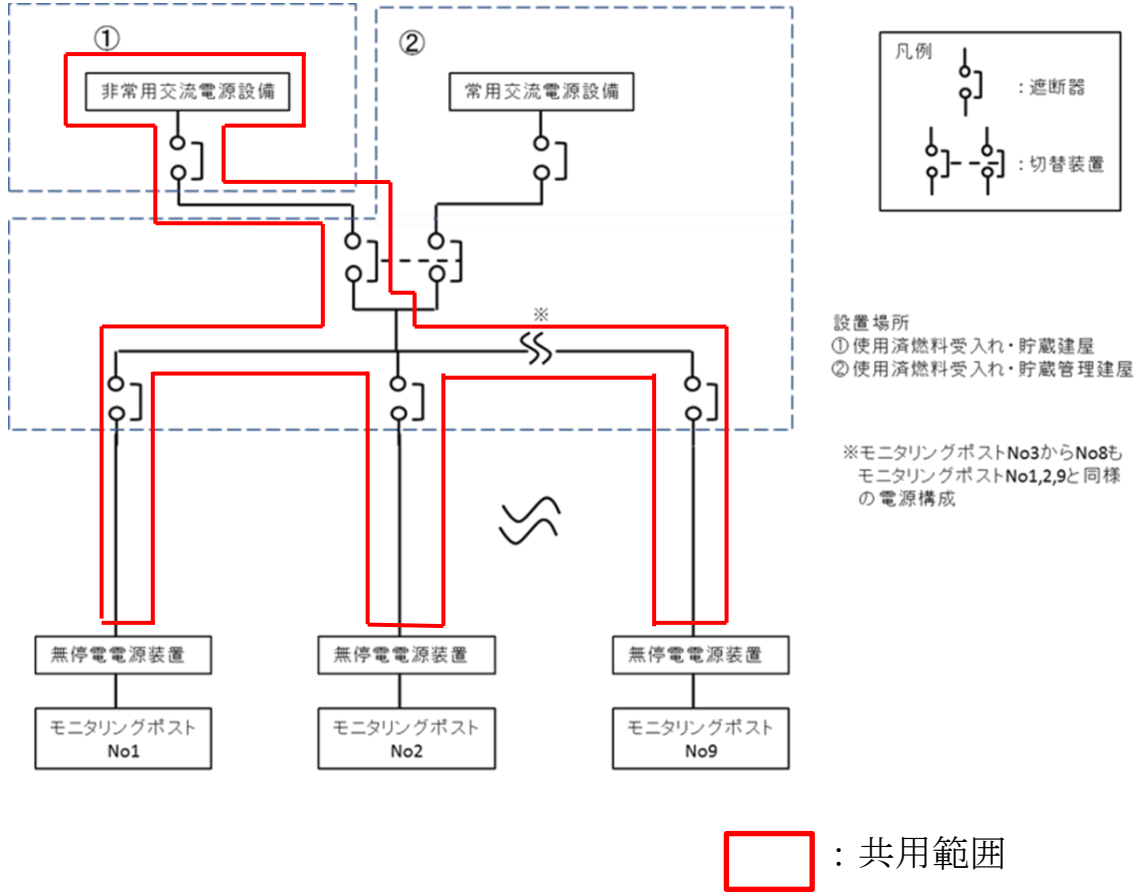 ①
非常用交流電源設備
②
常用交流電源設備
凡例
：遮断器
：切替装置
※
設置場所
①使用済燃料受入れ・貯蔵建屋
②使用済燃料受入れ・貯蔵管理建屋
※モニタリングポストNo3からNo8も
モニタリングポストNo1,2,9と同様
の電源構成
無停電電源装置
無停電電源装置
無停電電源装置
モニタリングポスト
No1
モニタリングポスト
No2
モニタリングポスト
No9
：共用範囲